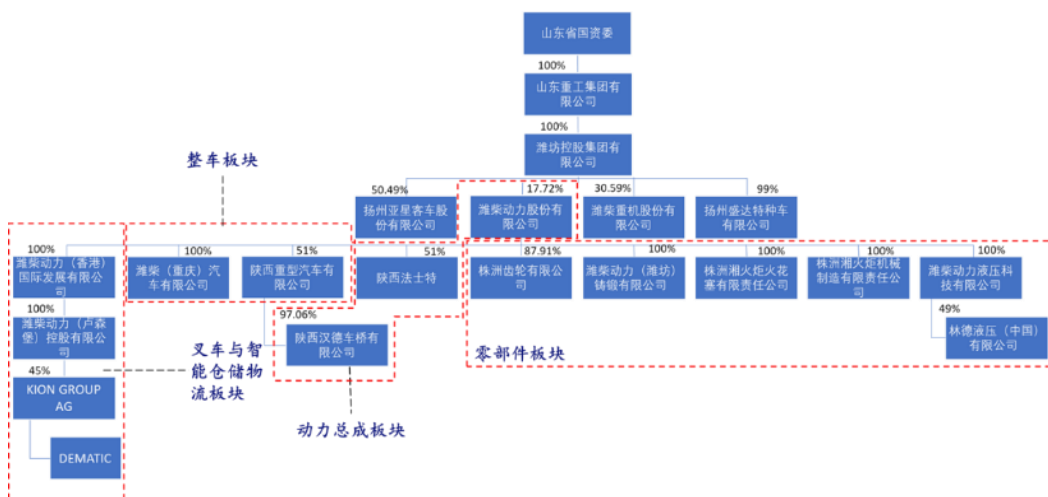 山东省国资委
100%
山东重工集团有
限公司
100%
潍坊控股集团有
限公司
整车板块
50.49%
17.72%
30.59%
99%
扬州亚星客车股
份有限公司
潍柴动力股份有
限公司
潍柴重机股份有
限公司
扬州盛达特种车
有限公司
100%
100%
51%
51%
87.91%
100%
100%
100%
100%
潍柴动力（香港）
国际发展有限公
司
潍柴（重庆）汽
车有限公司
陕西重型汽车有
限公司
陕西法士特
株洲齿轮有限公
司
潍柴动力（潍坊）
铸锻有限公司
株洲湘火炬火花
塞有限责任公司
株洲湘火炬机械
制造有限责任公
司
潍柴动力液压科
技有限公司
100%
97.06%
49%
潍柴动力（卢森
堡）控股有限公
司
陕西汉德车桥有
限公司
林德液压（中国）
有限公司
叉车与智
能仓储物
流板块
零部件板块
45%
KION GROUP
AG
动力总成板块
DEMATIC